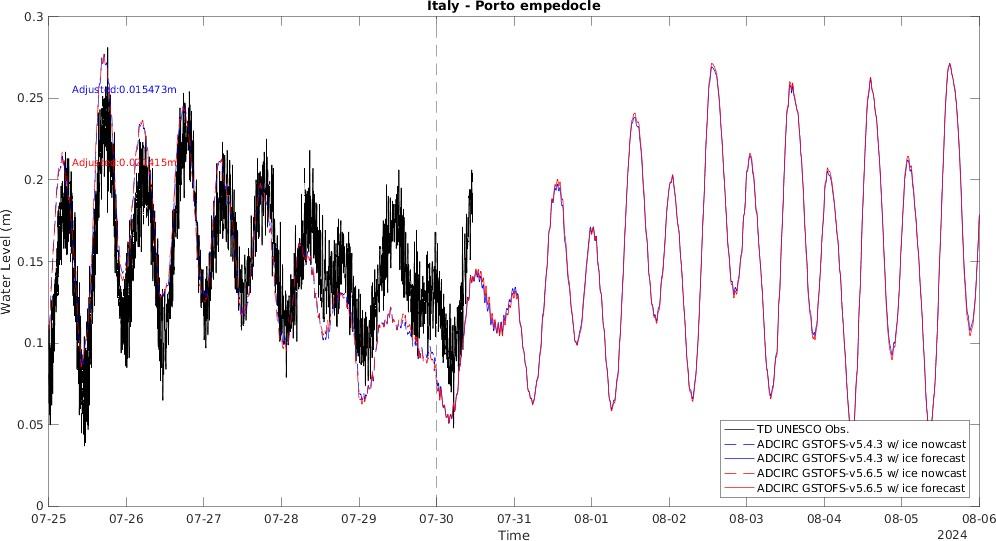 Italy - Porto empedocle
Water Level (m)
0.3
0.25
0.2
0.15
0.1
0.05
0
Adjusted:0.015473m
07-25
07-26
07-27
07-28
07-29
07-30
07-31
08-01
08-02
08-03
08-04
08-05
08-06
Time
2024
TD UNESCO Obs.
ADCIRC GSTOFS-v5.4.3 w/ ice nowcast
ADCIRC GSTOFS-v5.4.3 w/ ice forecast
ADCIRC GSTOFS-v5.6.5 w/ ice nowcast
ADCIRC GSTOFS-v5.6.5 w/ ice forecast